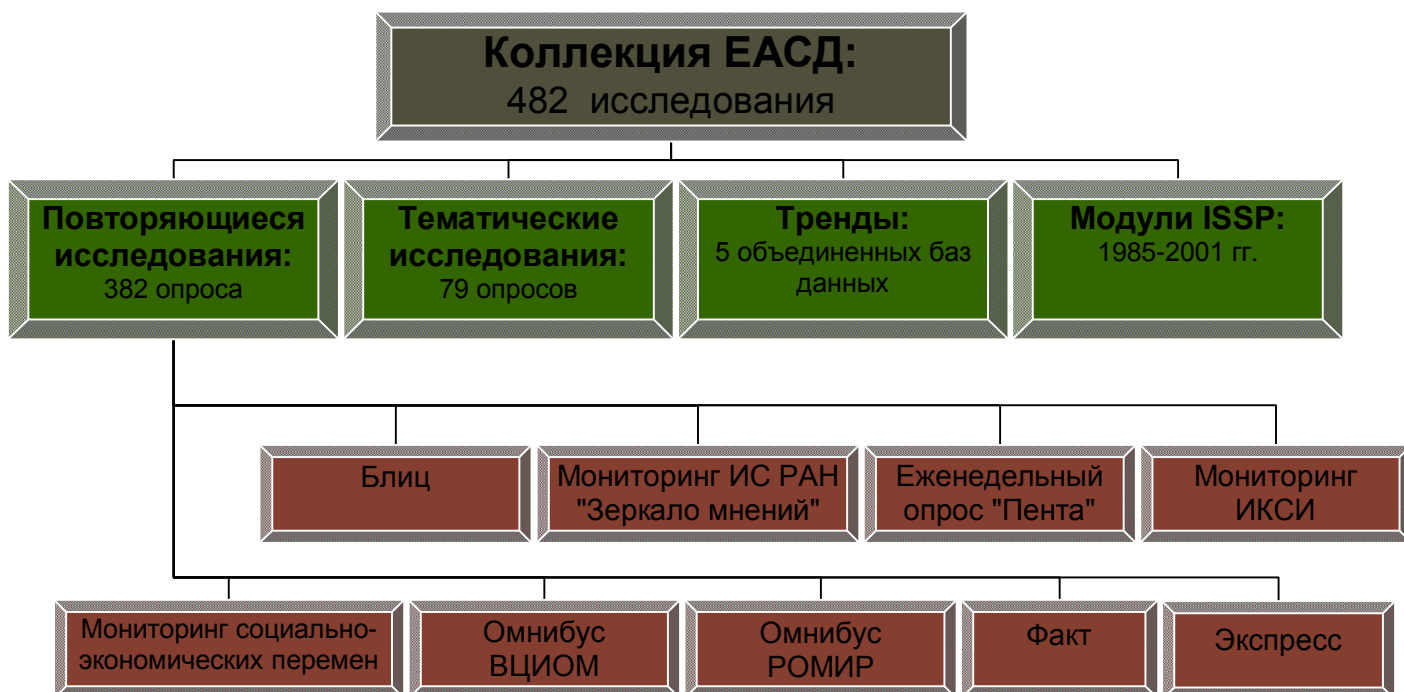 Коллекция ЕАСД:
482 исследования
Повторяющиеся
исследования:
382 опроса
Тематические
исследования:
79 опросов
Тренды:
5 объединенных баз
данных
Модули ISSP:
1985-2001 гг.
Блиц
Мониторинг ИС РАН
"Зеркало мнений"
Еженедельный
опрос "Пента"
Мониторинг
ИКСИ
Мониторинг социально-
экономических перемен
Омнибус
ВЦИОМ
Омнибус
РОМИР
Факт
Экспресс